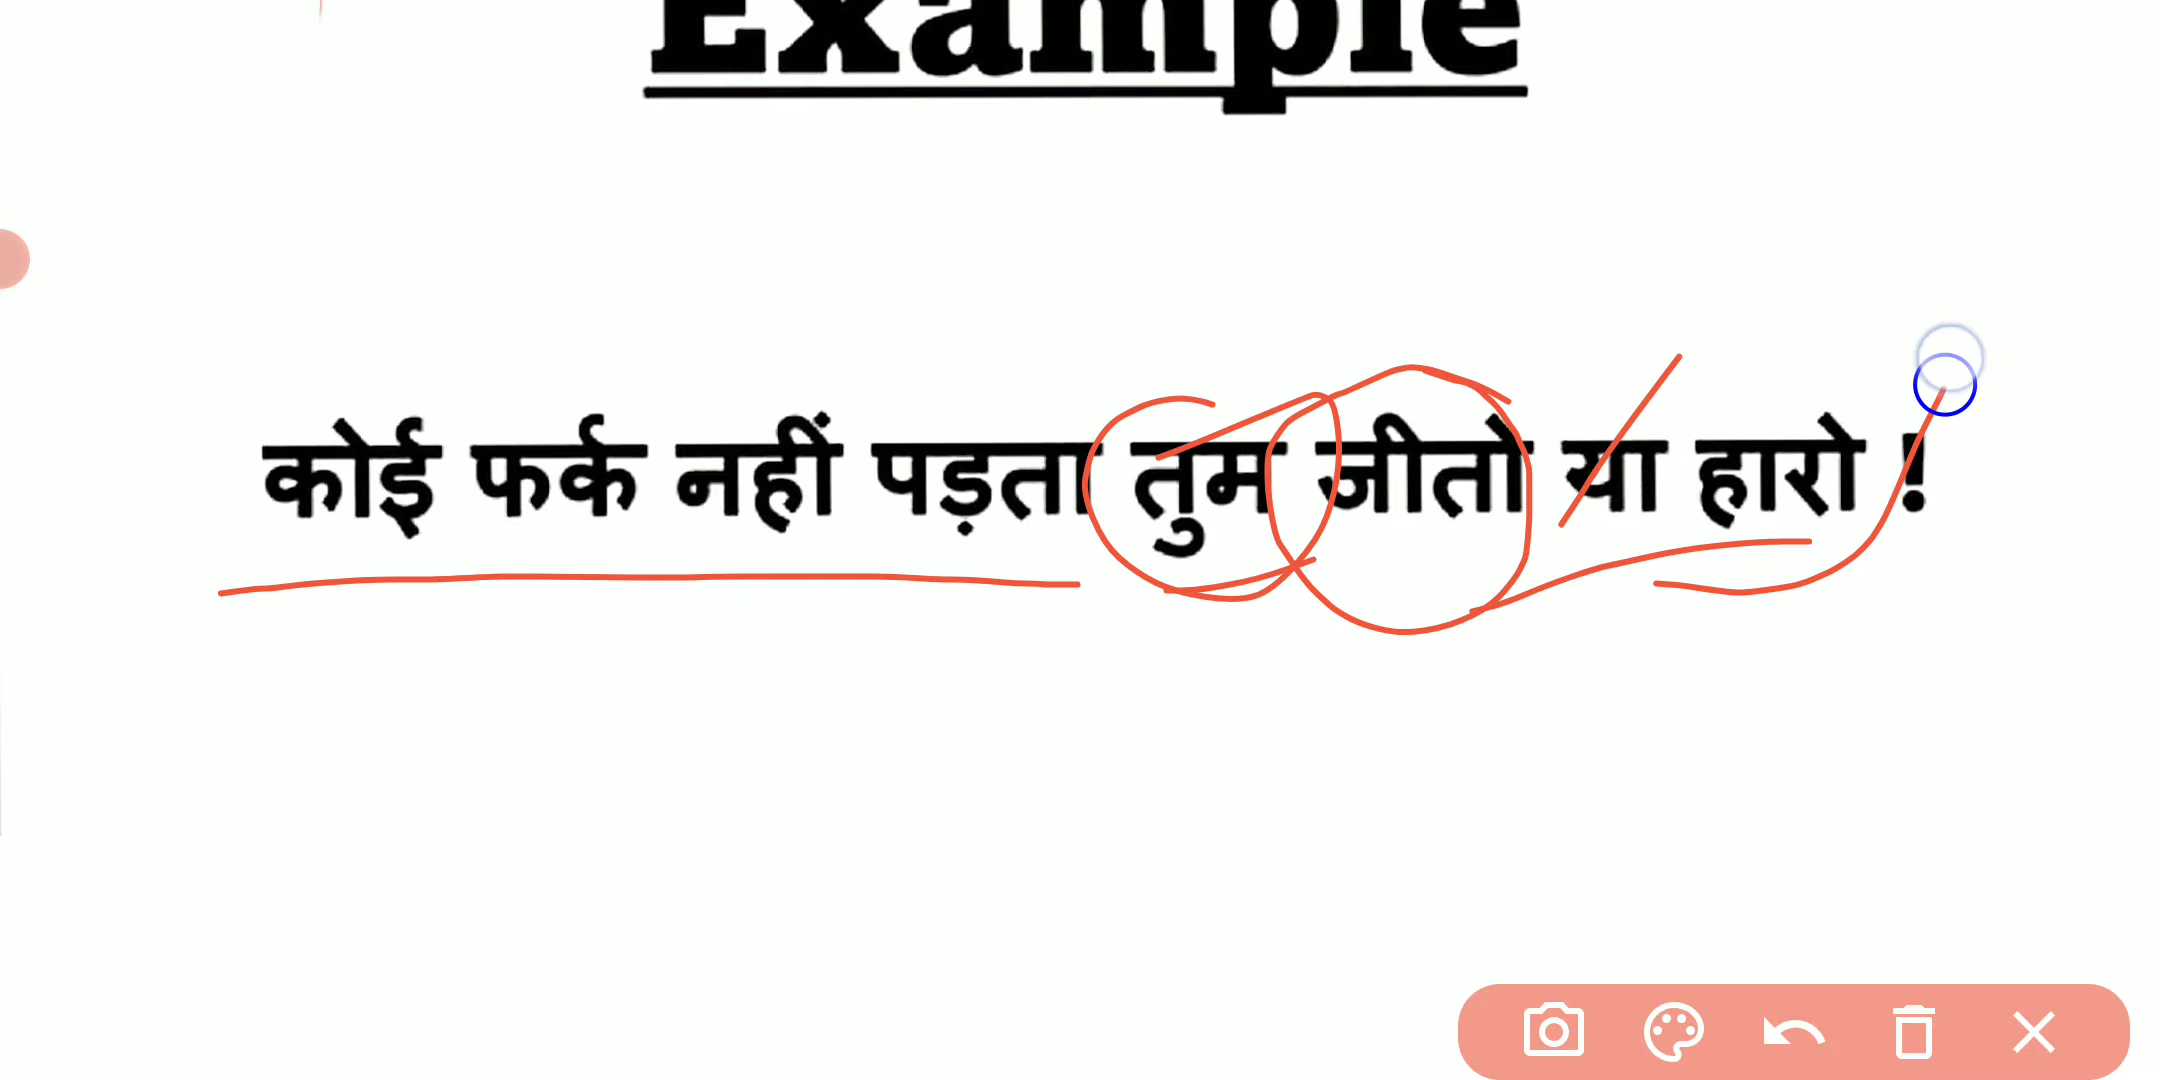 Example
कोई फर्क नहीं पड़ता तुम जीतो या हारो !